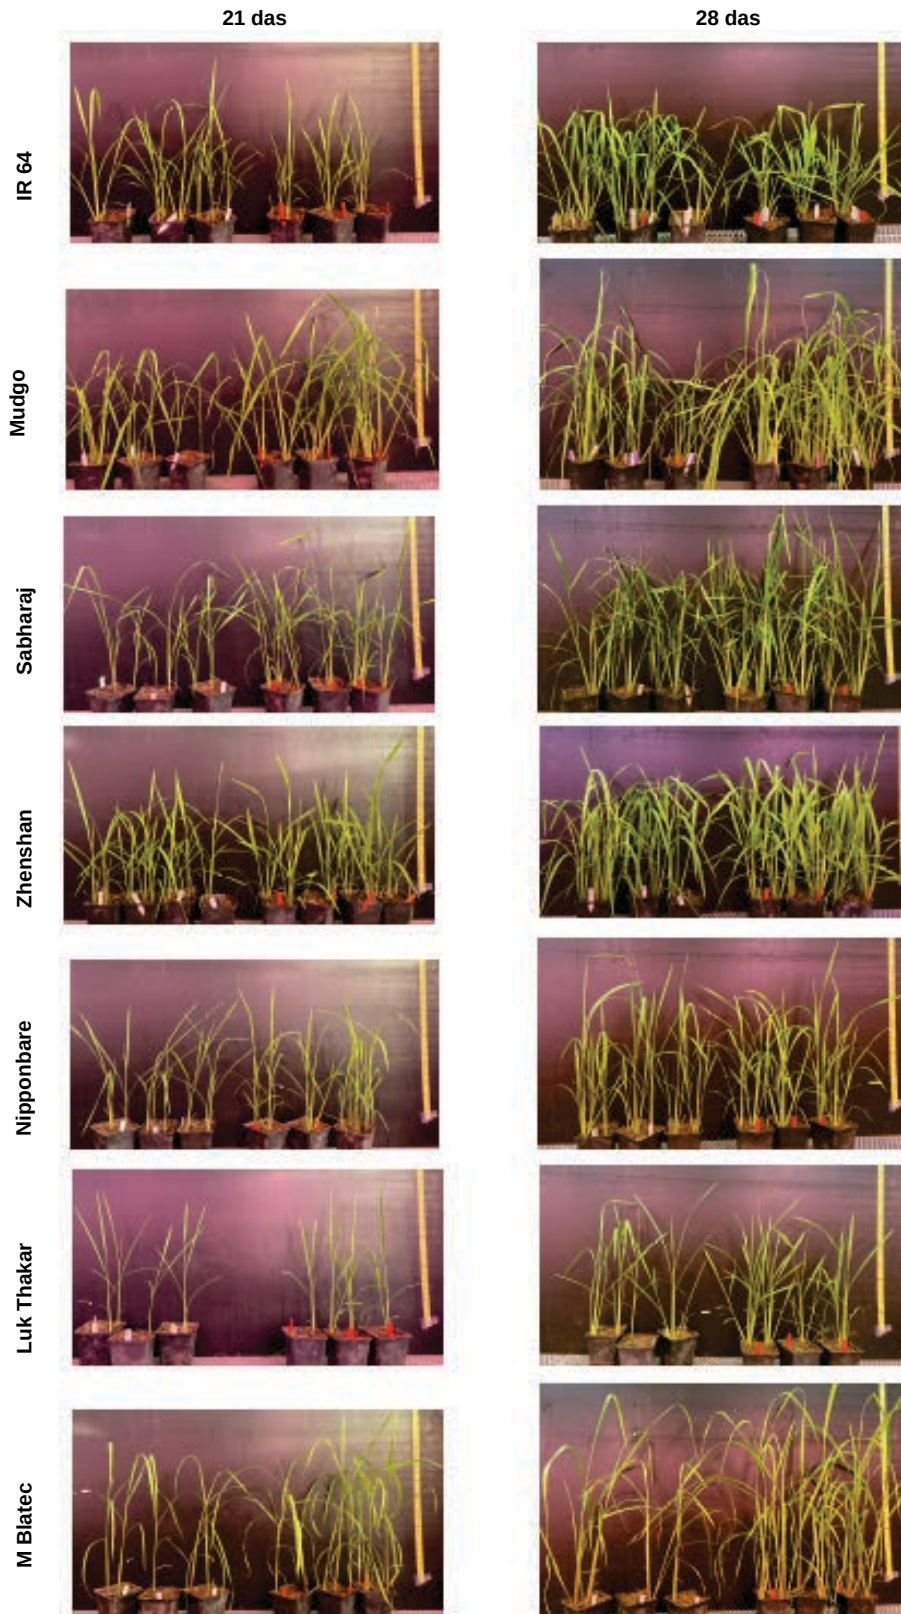 21 das
28 das
IR 64
Mudgo
Sabharaj
Zhenshan
Nipponbare
Luk Thakar
M Blatec